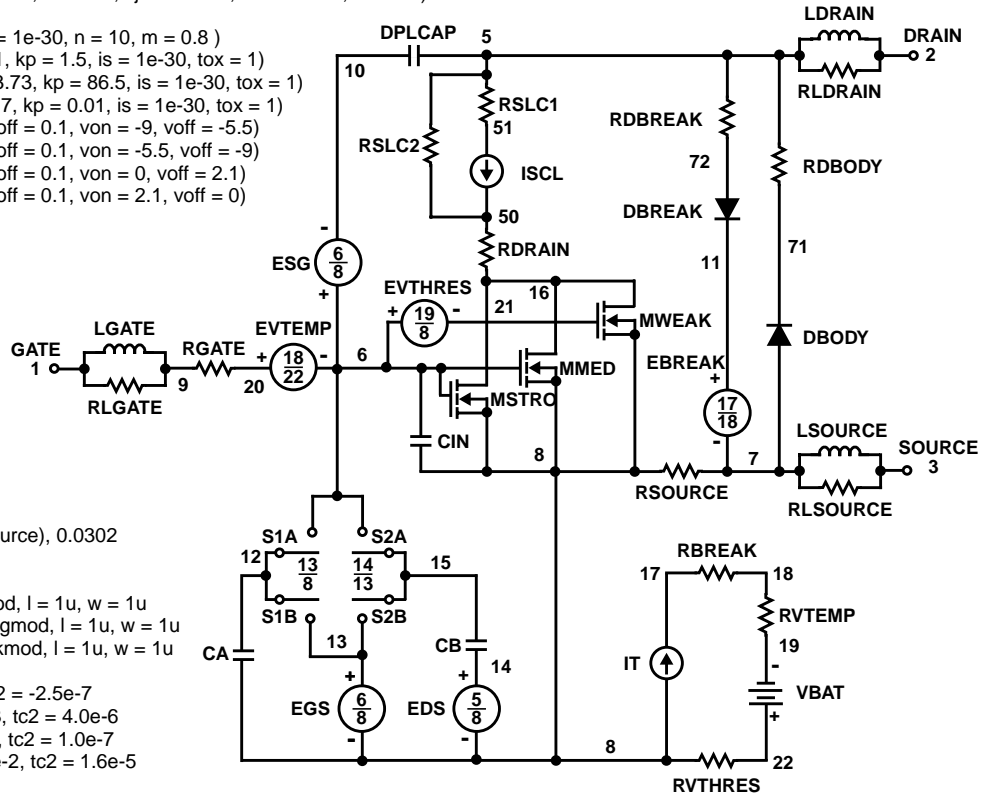 = 1e-30, n = 10, m = 0.8 )
, kp = 1.5, is = 1e-30, tox = 1)
3.73, kp = 86.5, is = 1e-30, tox = 1)
7, kp = 0.01, is = 1e-30, tox = 1)
off = 0.1, von = -9, voff = -5.5)
off = 0.1, von = -5.5, voff = -9)
off = 0.1, von = 0, voff = 2.1)
off = 0.1, von = 2.1, voff = 0)
LDRAIN
DPLCAP
5
DRAIN
2
10
RLDRAIN
RSLC1
51
RDBREAK
RSLC2
72
RDBODY
ISCL
DBREAK
50
RDRAIN
71
ESG
-
6
8
+
11
EVTHRES
16
21
+
19
8
-
MWEAK
LGATE
EVTEMP
DBODY
GATE
1
RGATE
+
18
22
-
6
EBREAK
MMED
9
20
+
MSTRO
17
18
-
RLGATE
CIN
LSOURCE
8
7
SOURCE
3
RSOURCE
RLSOURCE
urce), 0.0302
S1A
S2A
12
13
8
14
13
15
RBREAK
17
18
od, l = 1u, w = 1u
gmod, l = 1u, w = 1u
kmod, l = 1u, w = 1u
S1B
S2B
RVTEMP
13
CB
19
CA
14
IT
-
VBAT
+
2 = -2.5e-7
, tc2 = 4.0e-6
, tc2 = 1.0e-7
e-2, tc2 = 1.6e-5
+
EGS
6
8
-
+
EDS
5
8
-
8
22
RVTHRES